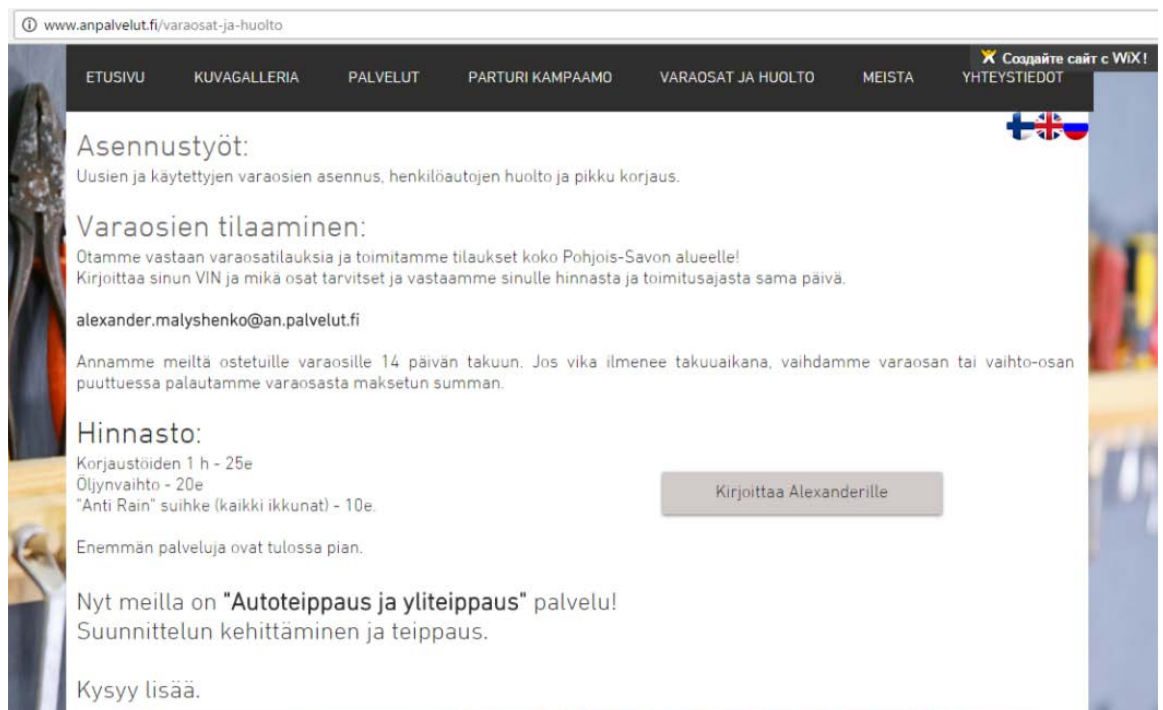 www.anpalvelut.fi/varaosat-ja-huolto
Создайте сайт с WiX!
ETUSIVU KUVAGALLERIA PALVELUT PARTURI KAMPAAMO VARAOSAT JA HUOLTO MEISTA YHTEYSTIEDOT
Asennustyöt:
Uusien ja käytettyjen varaosien asennus, henkilöautojen huolto ja pikku korjaus.
Varaosien tilaaminen:
Otamme vastaan varaosatilauksia ja toimitamme tilaukset koko Pohjois-Savon alueelle!
Kirjoittaa sinun VIN ja mikä osat tarvitset ja vastaamme sinulle hinnasta ja toimitusajasta sama päivä.
alexander.malyshenko@an.palvelut.fi
Annamme meiltä ostetuille varaosille 14 päivän takuun. Jos vika ilmenee takuuaikana, vaihdamme varaosan tai vaihto-osan
puuttuessa palautamme varaosasta maksetun summan.
Hinnasto:
Korjaustöiden 1 h - 25e
Öljynvaihto - 20e
"Anti Rain" suihke (kaikki ikkunat) - 10e.
Kirjoittaa Alexanderille
Enemmän palveluja ovat tulossa pian.
Nyt meilla on "Autoteippaus ja yliteippaus" palvelu!
Suunnittelun kehittäminen ja teippaus.
Kysyy lisää.